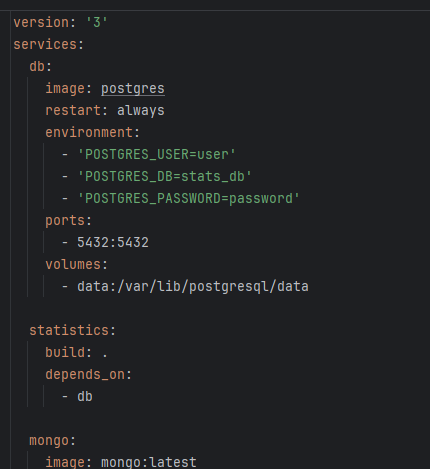 version: '3'
services:
  db:
    image: postgres
    restart: always
    environment:
      - 'POSTGRES_USER=user'
      - 'POSTGRES_DB=stats_db'
      - 'POSTGRES_PASSWORD=password'
    ports:
      - 5432:5432
    volumes:
      - data:/var/lib/postgresql/data

  statistics:
    build: .
    depends_on:
      - db

  mongo:
    image: mongo:latest